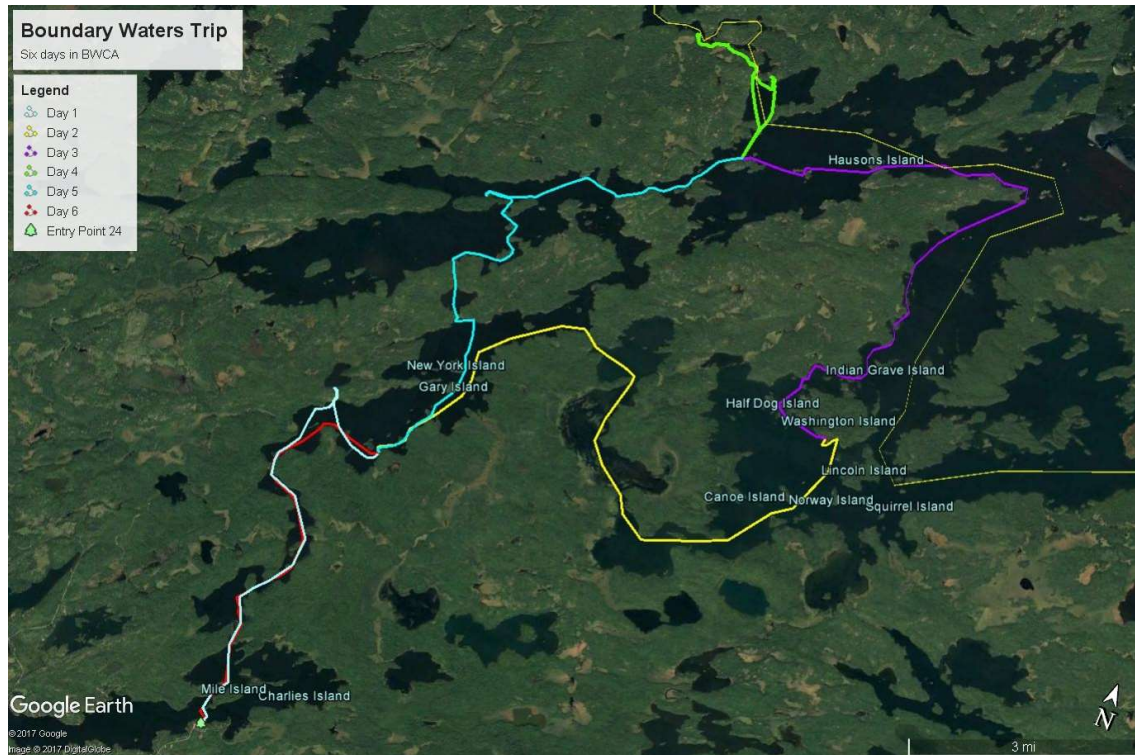 Boundary Waters Trip
Six days in BWCA
Legend
Day 1
Day 2
Day 3
Day 4
Day 5
Day 6
Entry Point 24
Hausons Island
New York Island
Gary Island
Indian Grave Island
Half Dog Island
Washington Island
Lincoln Island
Canoe Island
Norway Island
Squirrel Island
Mile Island
Charlies Island
Google Earth
© 2017 Google
Image © 2017 DigitalGlobe
N
3 mi